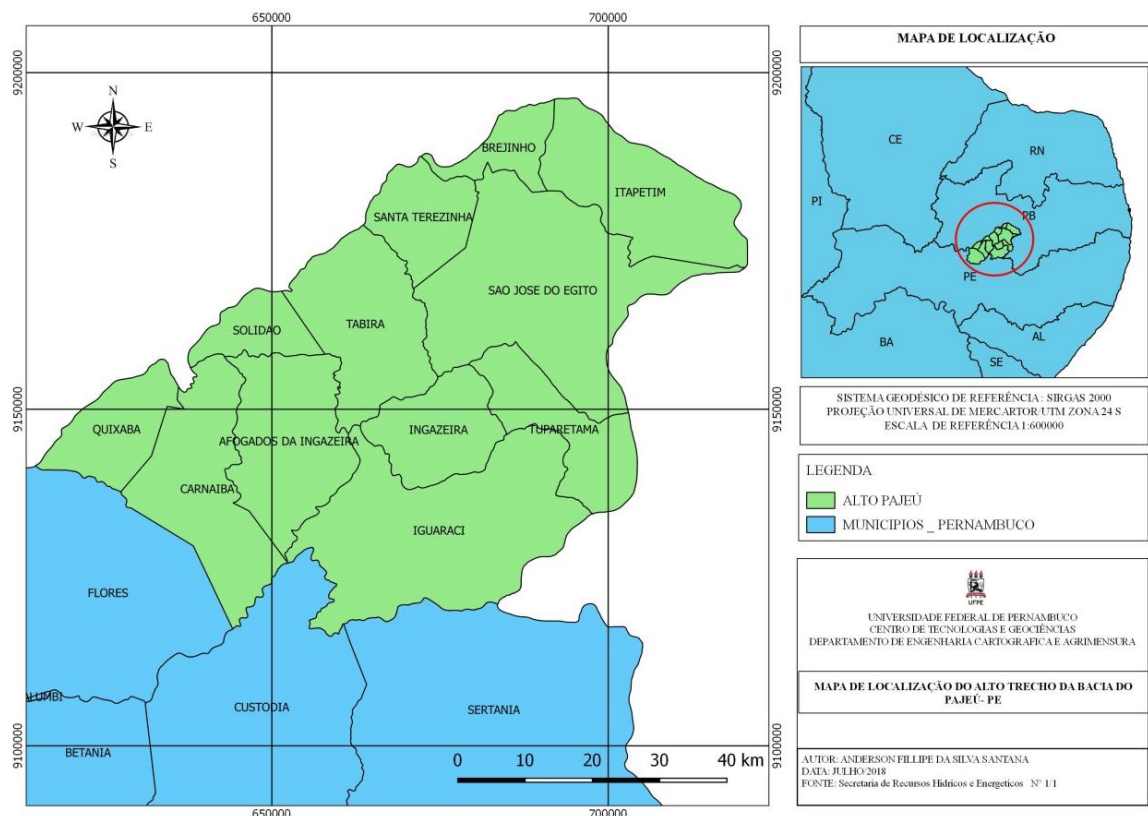 650000
700000
9200000
9200000
N
W
E
S
BREJINHO
ITAPETIM
SANTA TEREZINHA
SAO JOSE DO EGITO
SOLIDAO
TABIRA
9150000
9150000
QUIXABA
AFOGADOS DA INGAZEIRA
INGAZEIRA
TUPARETAMA
CARNAIBA
IGUARACI
FLORES
ALUMBI
CUSTODIA
SERTANIA
BETANIA
9100000
9100000
0 10 20 30 40 km
650000
700000
MAPA DE LOCALIZAÇÃO
CE
RN
PI
PB
PE
BA
AL
SE
SISTEMA GEODÉSICO DE REFERÊNCIA : SIRGAS 2000
PROJEÇÃO UNIVERSAL DE MERCARTOR/UTM ZONA 24 S
ESCALA DE REFERÊNCIA 1:600000
LEGENDA
ALTO PAJEÚ
MUNICIPIOS _ PERNAMBUCO
UFPE
UNIVERSIDADE FEDERAL DE PERNAMBUCO
CENTRO DE TECNOLOGIAS E GEOCIÊNCIAS
DEPARTAMENTO DE ENGENHARIA CARTOGRAFICA E AGRIMENSURA
MAPA DE LOCALIZAÇÃO DO ALTO TRECHO DA BACIA DO
PAJEÚ- PE
AUTOR: ANDERSON FILLIPE DA SILVA SANTANA
DATA: JULHO/2018
FONTE: Secretaria de Recursos Hidricos e Energeticos N° 1/1